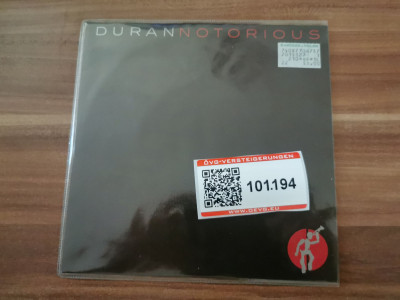 DURANNOTORIOUS
ÖVG-VERSTEIGERUNGEN
101.194
WWW.OEVG.EU